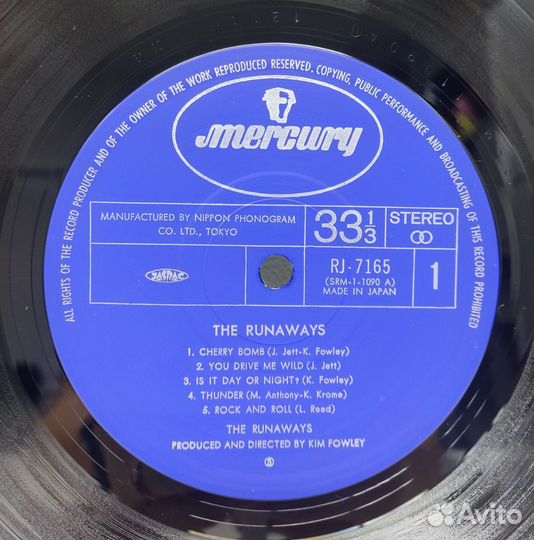 ALL RIGHTS OF THE RECORD PRODUCER AND OF THE OWNER OF THE WORK REPRODUCED RESERVED. COPYING, PUBLIC PERFORMANCE AND BROADCASTING OF THIS RECORD PROHIBITED
mercury
MANUFACTURED BY NIPPON PHONOGRAM
CO. LTD., TOKYO
33 1/3
STEREO
JASRAC
RJ-7165
(SRM-1-1090 A)
MADE IN JAPAN
1
THE RUNAWAYS
1. CHERRY BOMB (J. Jett-K. Fowley)
2. YOU DRIVE ME WILD (J. Jett)
3. IS IT DAY OR NIGHT? (K. Fowley)
4. THUNDER (M. Anthony-K. Krome)
5. ROCK AND ROLL (L. Reed)
THE RUNAWAYS
PRODUCED AND DIRECTED BY KIM FOWLEY
Avito